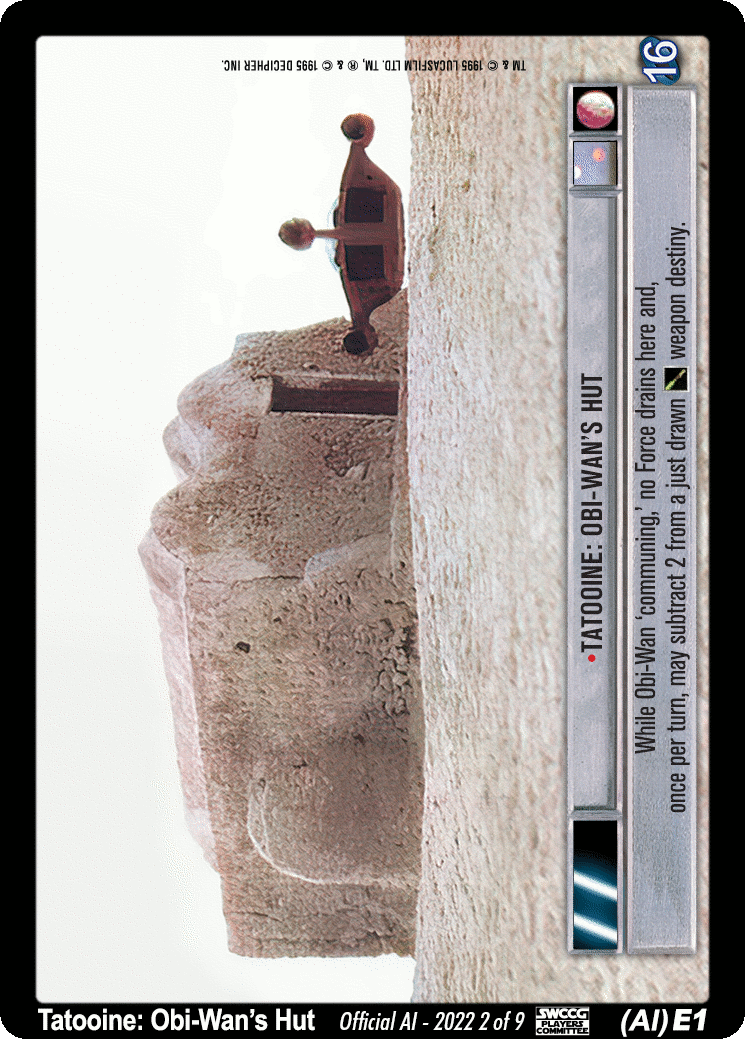 TM & © 1995 LUCASFILM LTD. TM, ® & © 1995 DECIPHER INC.
16
•TATOOINE: OBI-WAN'S HUT
While Obi-Wan 'communing,' no Force drains here and,
once per turn, may subtract 2 from a just drawn weapon destiny.
Tatooine: Obi-Wan's Hut Official AI - 2022 2 of 9 SWCCG PLAYERS COMMITTEE (AI) E1